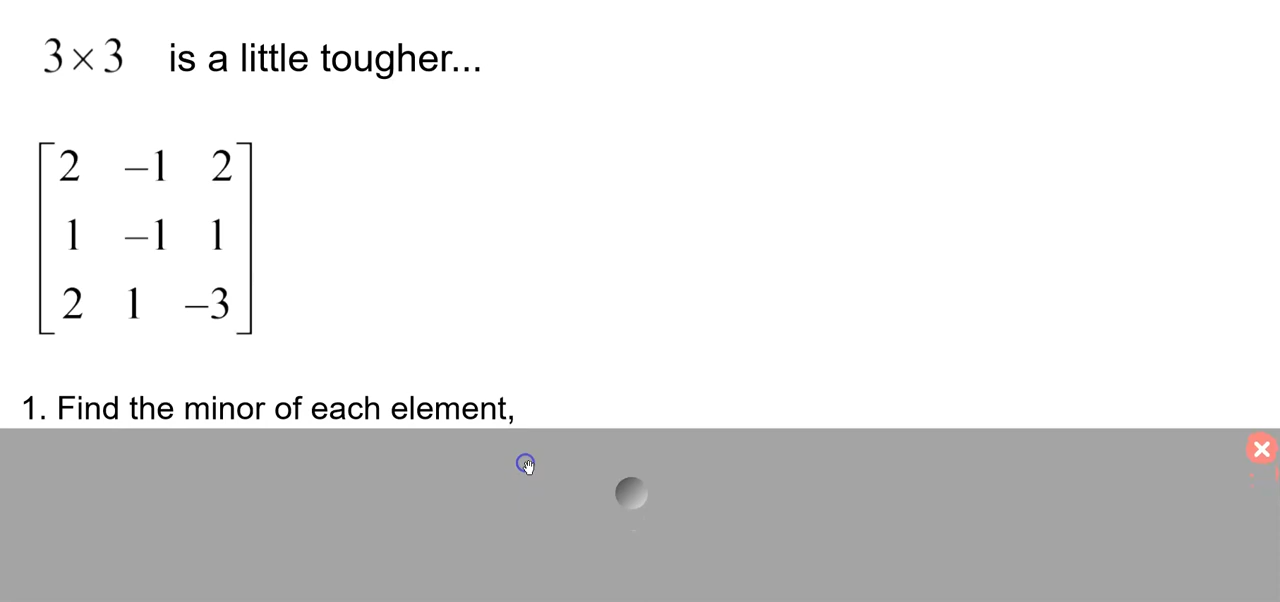 3×3 is a little tougher...
2 −1 2
1 −1 1
2 1 −3
1. Find the minor of each element,